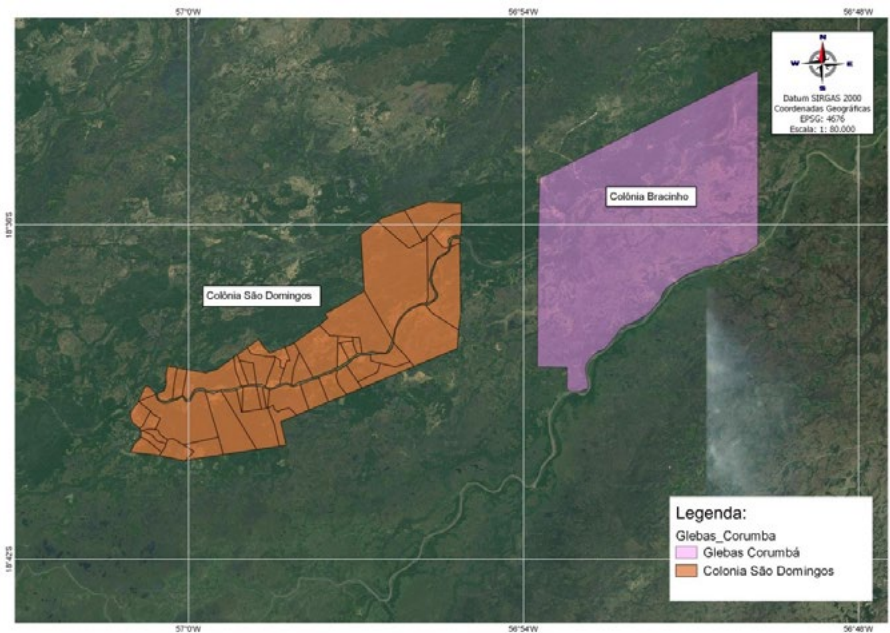 57°0'W
56°54'W
56°48'W
N
W
E
S
Datum SIRGAS 2000
Coordenadas Geográficas
EPSG: 4676
Escala: 1: 80.000
Colônia Bracinho
18°36'S
Colônia São Domingos
Legenda:
Glebas_Corumba
Glebas Corumbá
Colonia São Domingos
18°42'S
57°0'W
56°54'W
56°48'W